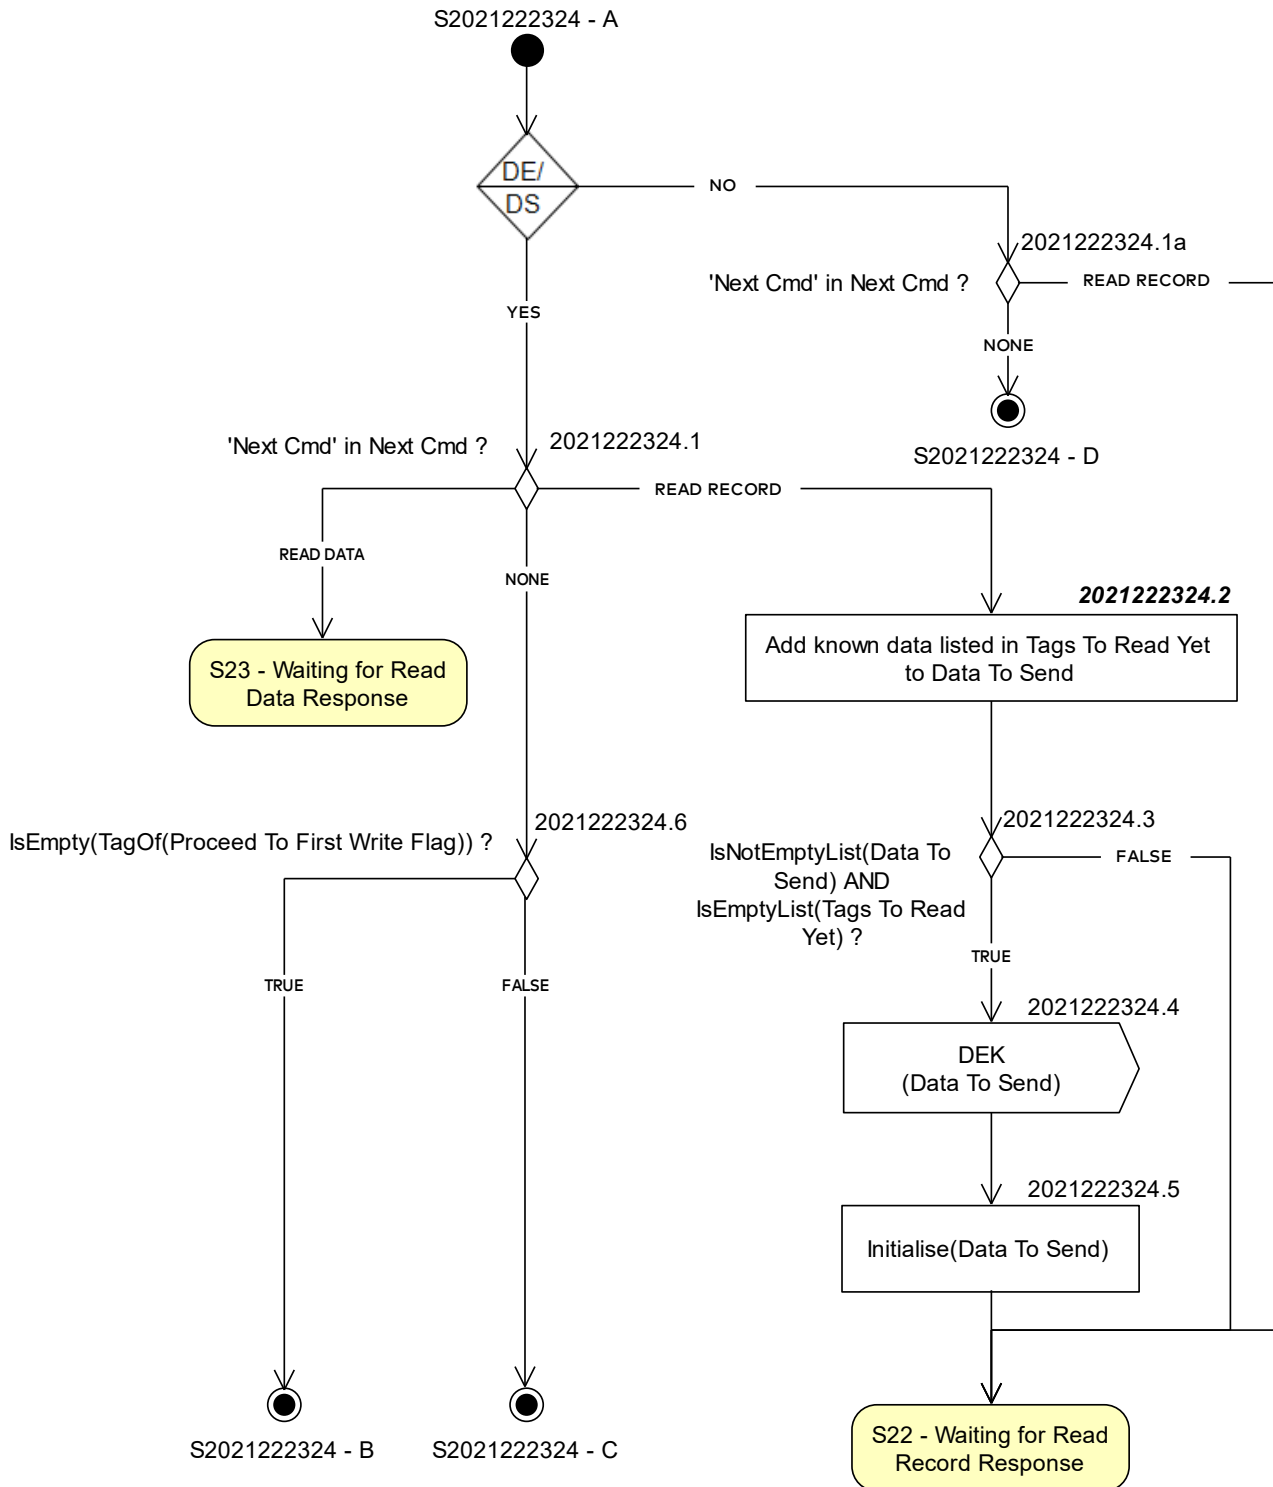 S2021222324 - A
DE/
DS
NO
2021222324.1a
'Next Cmd' in Next Cmd ?
READ RECORD
YES
NONE
S2021222324 - D
'Next Cmd' in Next Cmd ?
2021222324.1
READ RECORD
READ DATA
NONE
2021222324.2
Add known data listed in Tags To Read Yet
to Data To Send
S23 - Waiting for Read
Data Response
2021222324.6
IsEmpty(TagOf(Proceed To First Write Flag)) ?
2021222324.3
IsNotEmptyList(Data To
Send) AND
IsEmptyList(Tags To Read
Yet) ?
FALSE
TRUE
TRUE
FALSE
2021222324.4
DEK
(Data To Send)
2021222324.5
Initialise(Data To Send)
S2021222324 - B
S2021222324 - C
S22 - Waiting for Read
Record Response